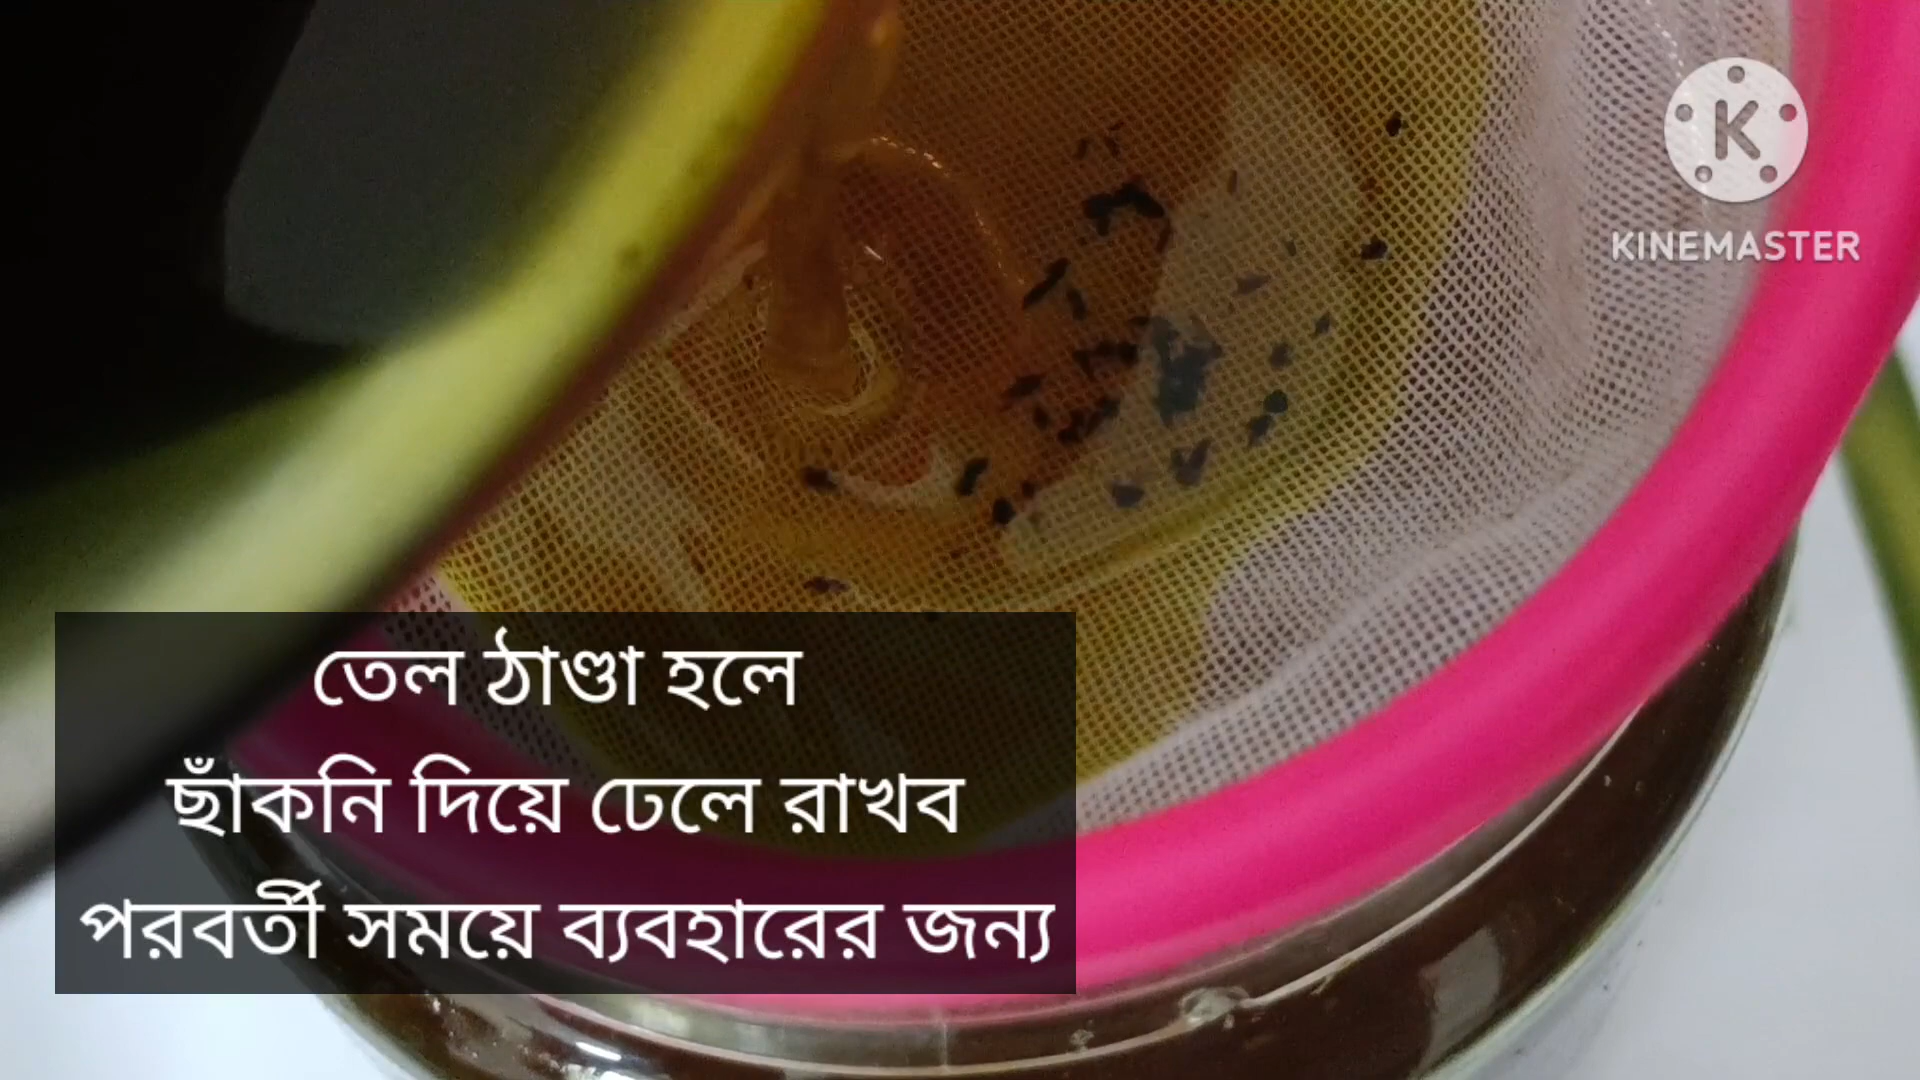 KINEMASTER
তেল ঠাণ্ডা হলে
ছাঁকনি দিয়ে ঢেলে রাখব
পরবর্তী সময়ে ব্যবহারের জন্য